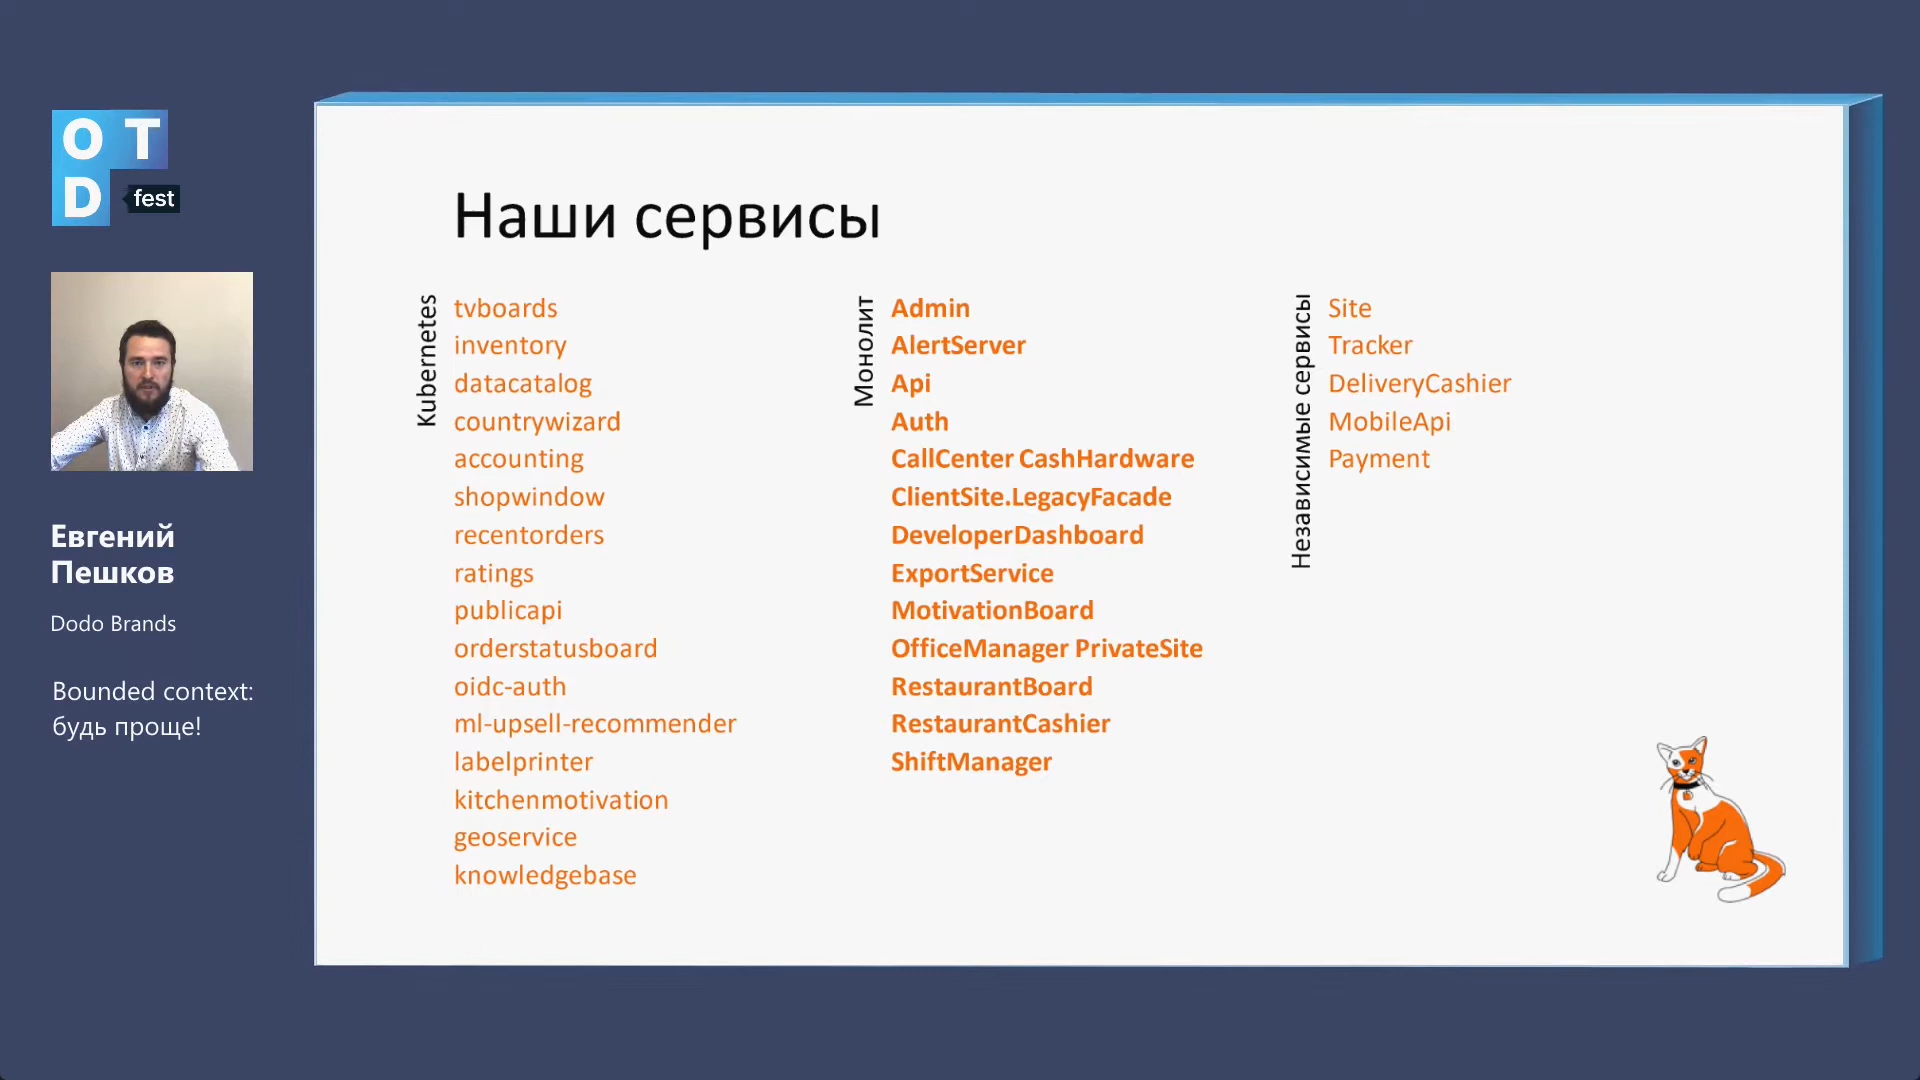 O T
D fest
Евгений
Пешков
Dodo Brands
Bounded context:
будь проще!
Наши сервисы
Kubernetes
tvboards
inventory
datacatalog
countrywizard
accounting
shopwindow
recentorders
ratings
publicapi
orderstatusboard
oidc-auth
ml-upsell-recommender
labelprinter
kitchenmotivation
geoservice
knowledgebase
Монолит
Admin
AlertServer
Api
Auth
CallCenter CashHardware
ClientSite.LegacyFacade
DeveloperDashboard
ExportService
MotivationBoard
OfficeManager PrivateSite
RestaurantBoard
RestaurantCashier
ShiftManager
Независимые сервисы
Site
Tracker
DeliveryCashier
MobileApi
Payment